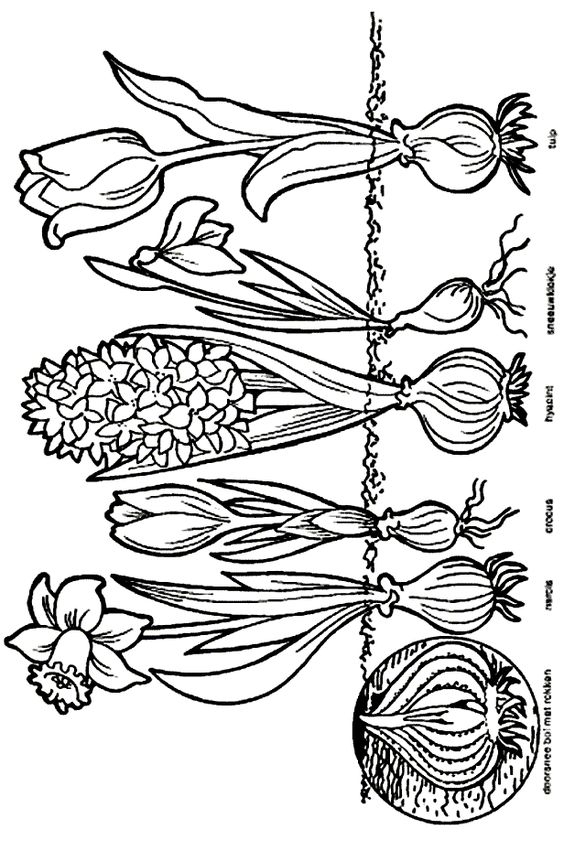 doorsnee bol met rokken
narcis
crocus
hyacint
sneeuwklokje
tulp